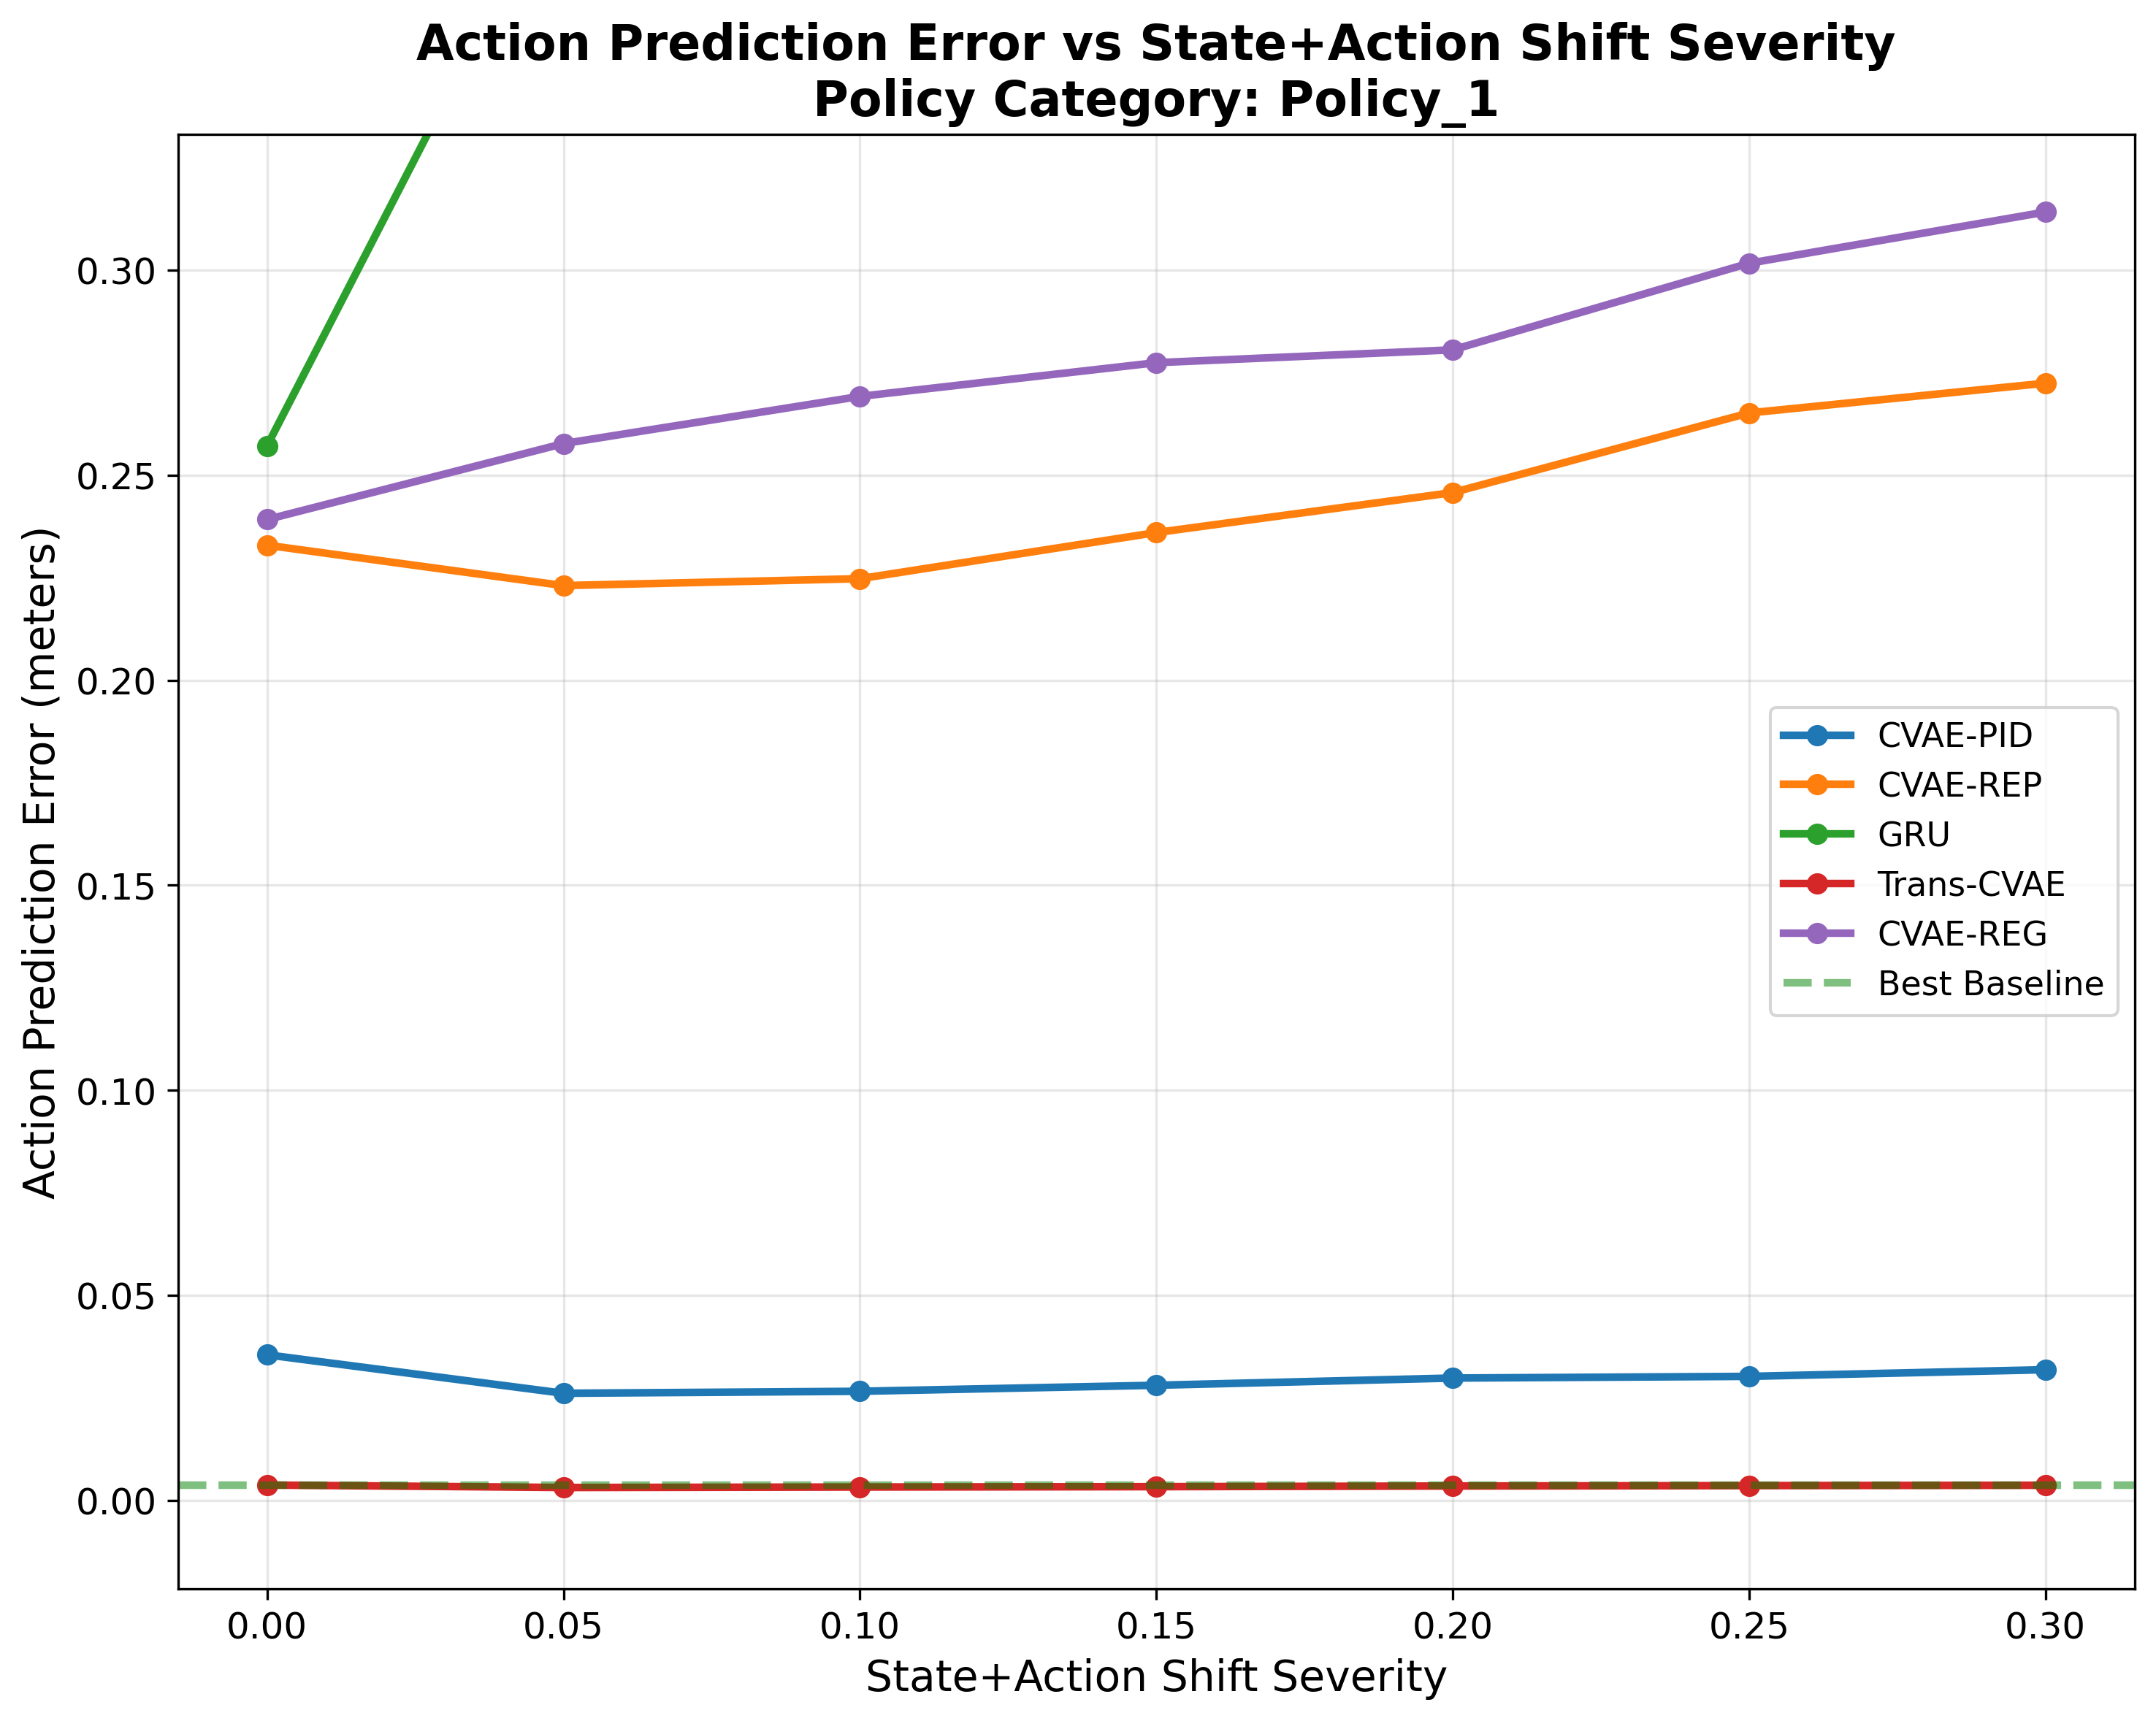 Action Prediction Error vs State+Action Shift Severity
Policy Category: Policy_1
Action Prediction Error (meters)
0.30
0.25
0.20
0.15
0.10
0.05
0.00
CVAE-PID
CVAE-REP
GRU
Trans-CVAE
CVAE-REG
Best Baseline
0.00 0.05 0.10 0.15 0.20 0.25 0.30
State+Action Shift Severity